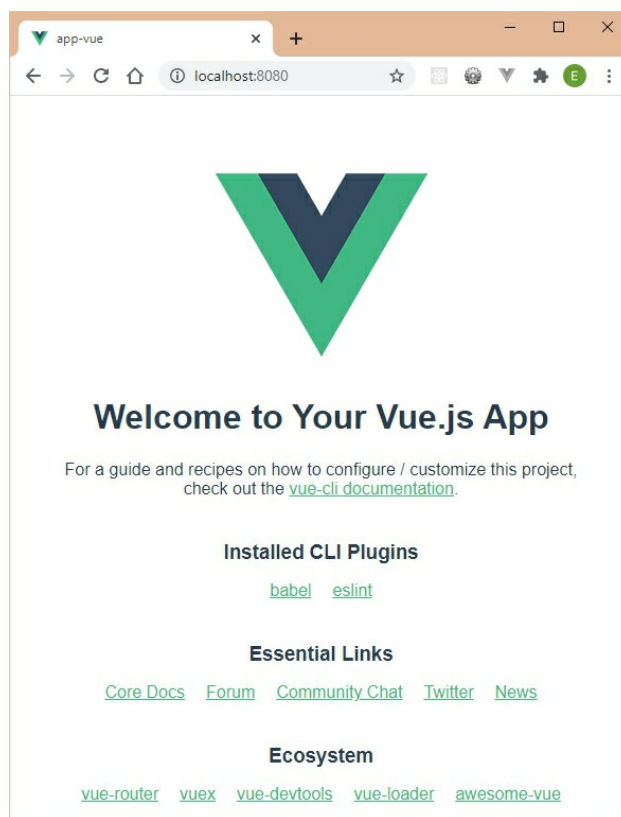 app-vue
localhost:8080
E
Welcome to Your Vue.js App
For a guide and recipes on how to configure / customize this project,
check out the vue-cli documentation.
Installed CLI Plugins
babel eslint
Essential Links
Core Docs Forum Community Chat Twitter News
Ecosystem
vue-router vuex vue-devtools vue-loader awesome-vue